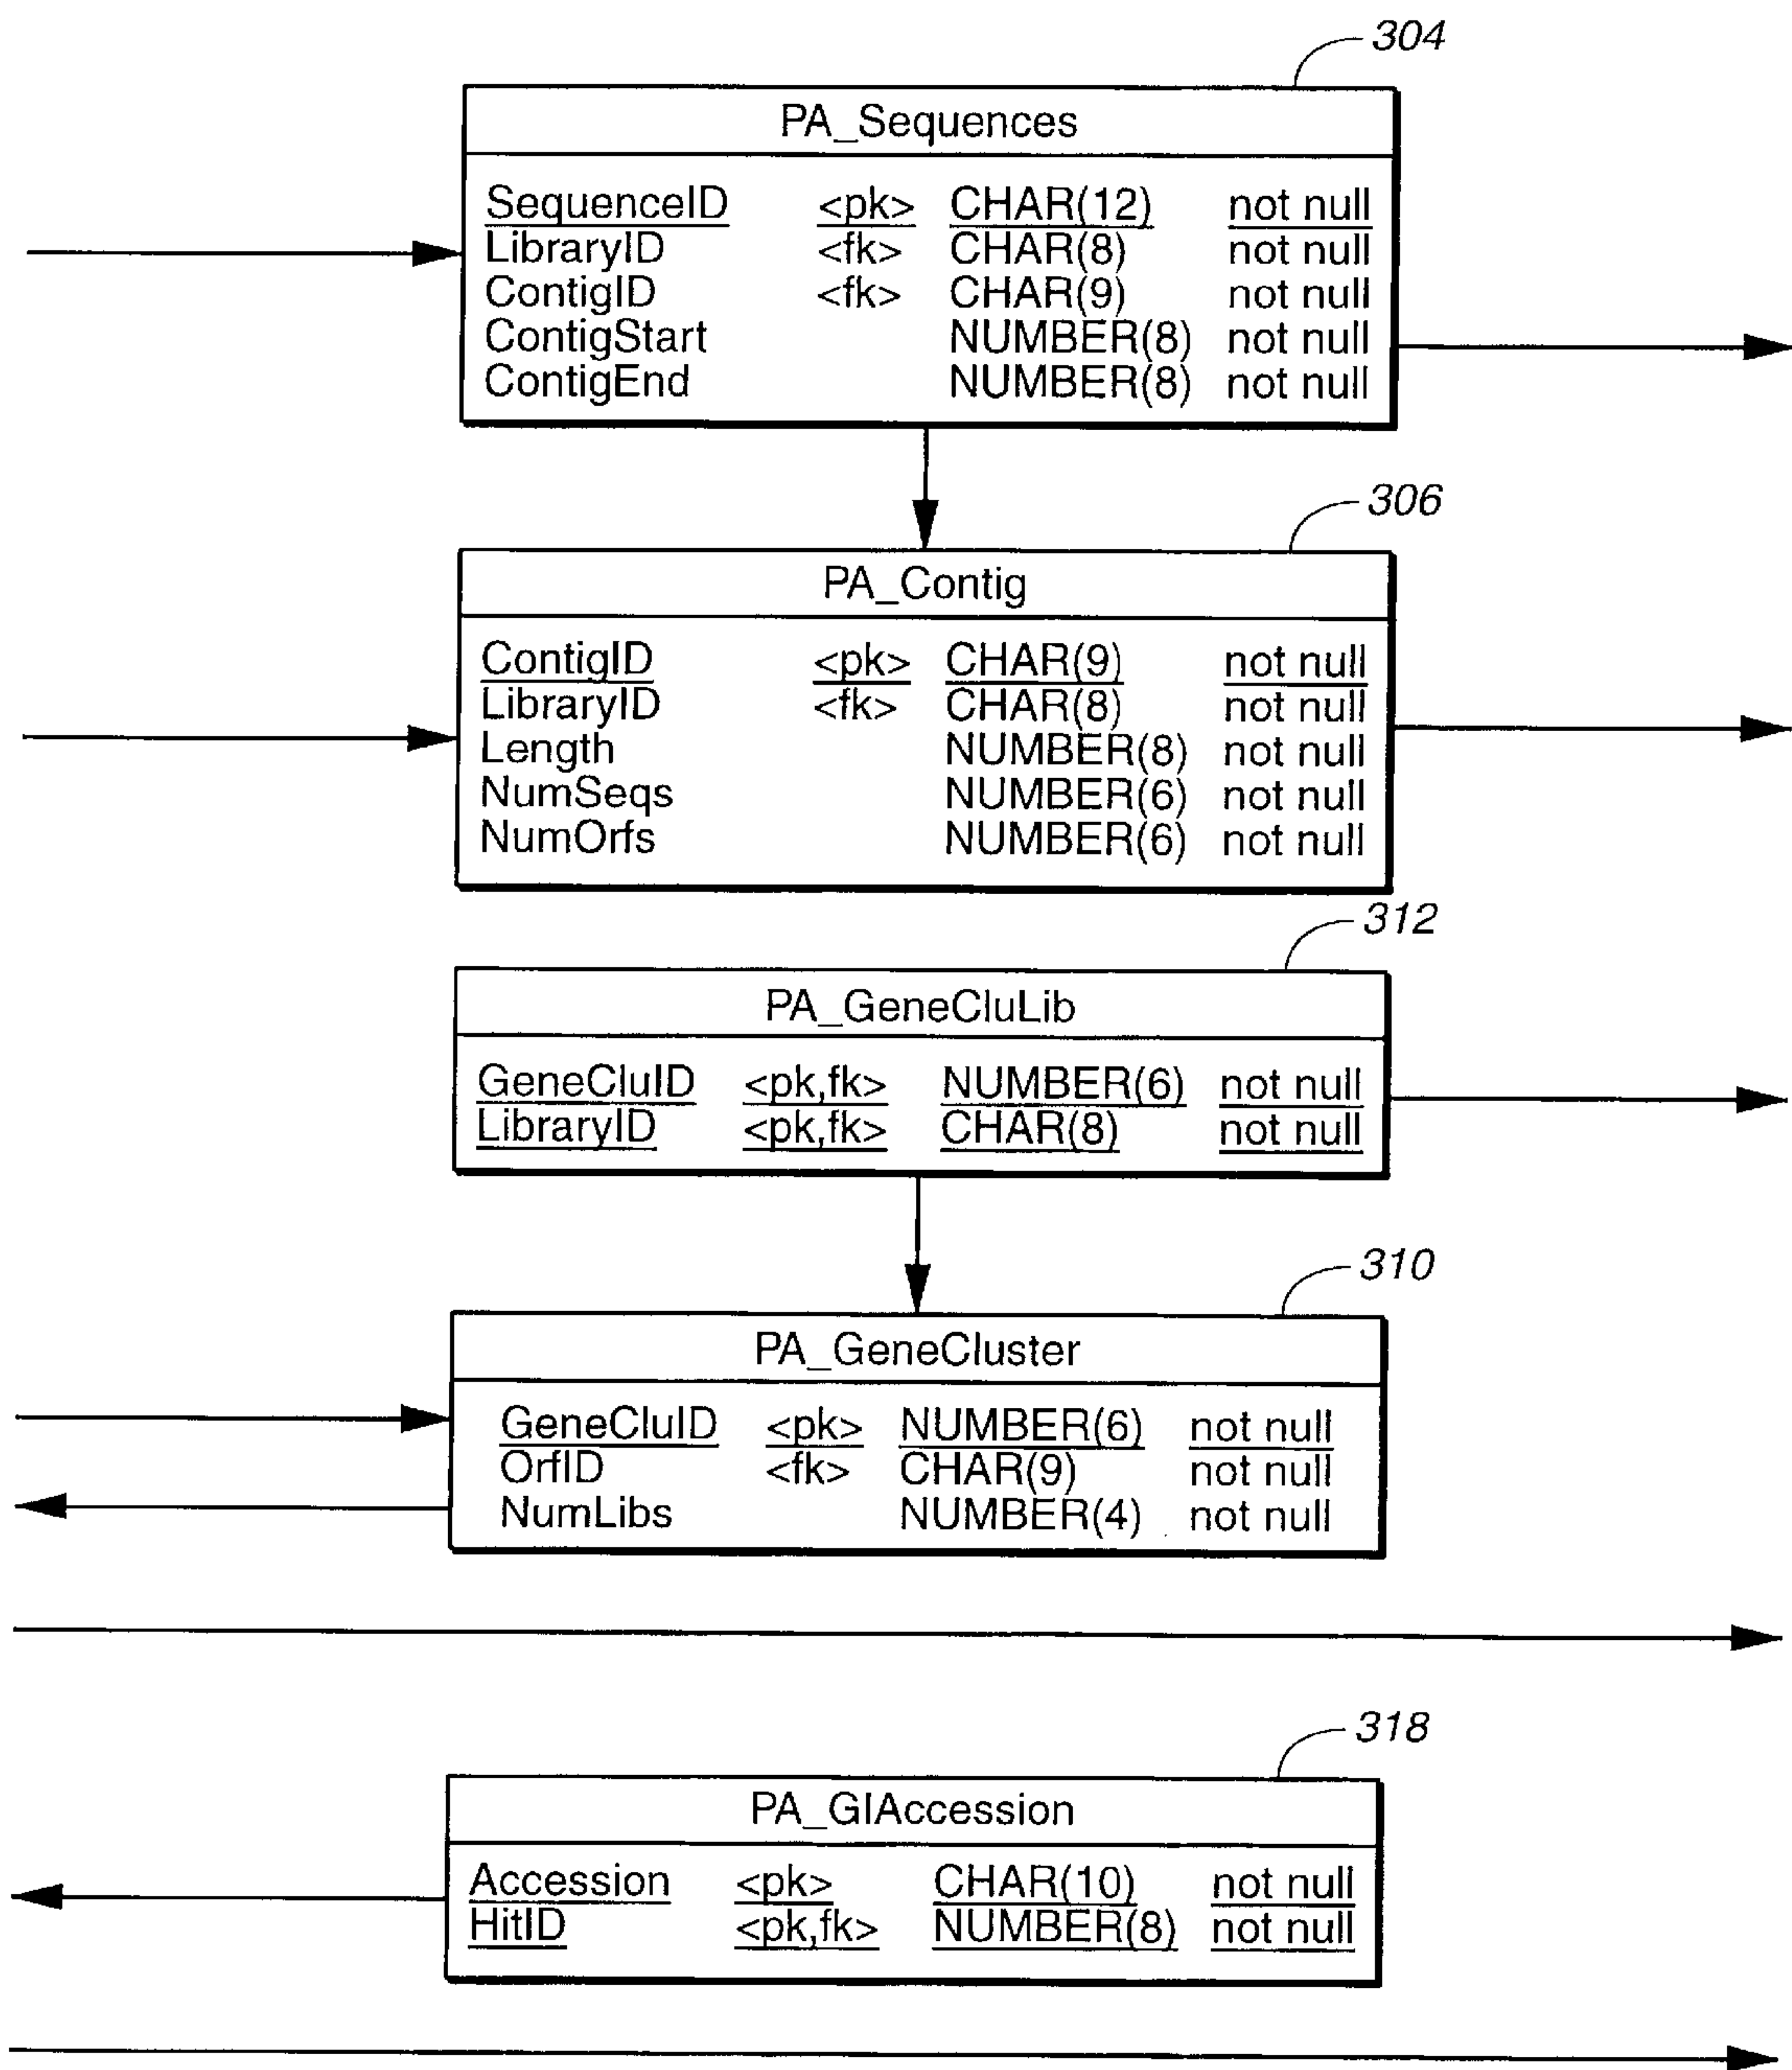 304
PA_Sequences
SequenceID <pk> CHAR(12) not null
LibraryID <fk> CHAR(8) not null
ContigID <fk> CHAR(9) not null
ContigStart NUMBER(8) not null
ContigEnd NUMBER(8) not null
306
PA_Contig
ContigID <pk> CHAR(9) not null
LibraryID <fk> CHAR(8) not null
Length NUMBER(8) not null
NumSeqs NUMBER(6) not null
NumOrfs NUMBER(6) not null
312
PA_GeneCluLib
GeneCluID <pk,fk> NUMBER(6) not null
LibraryID <pk,fk> CHAR(8) not null
310
PA_GeneCluster
GeneCluID <pk> NUMBER(6) not null
OrfID <fk> CHAR(9) not null
NumLibs NUMBER(4) not null
318
PA_GIAccession
Accession <pk> CHAR(10) not null
HitID <pk,fk> NUMBER(8) not null